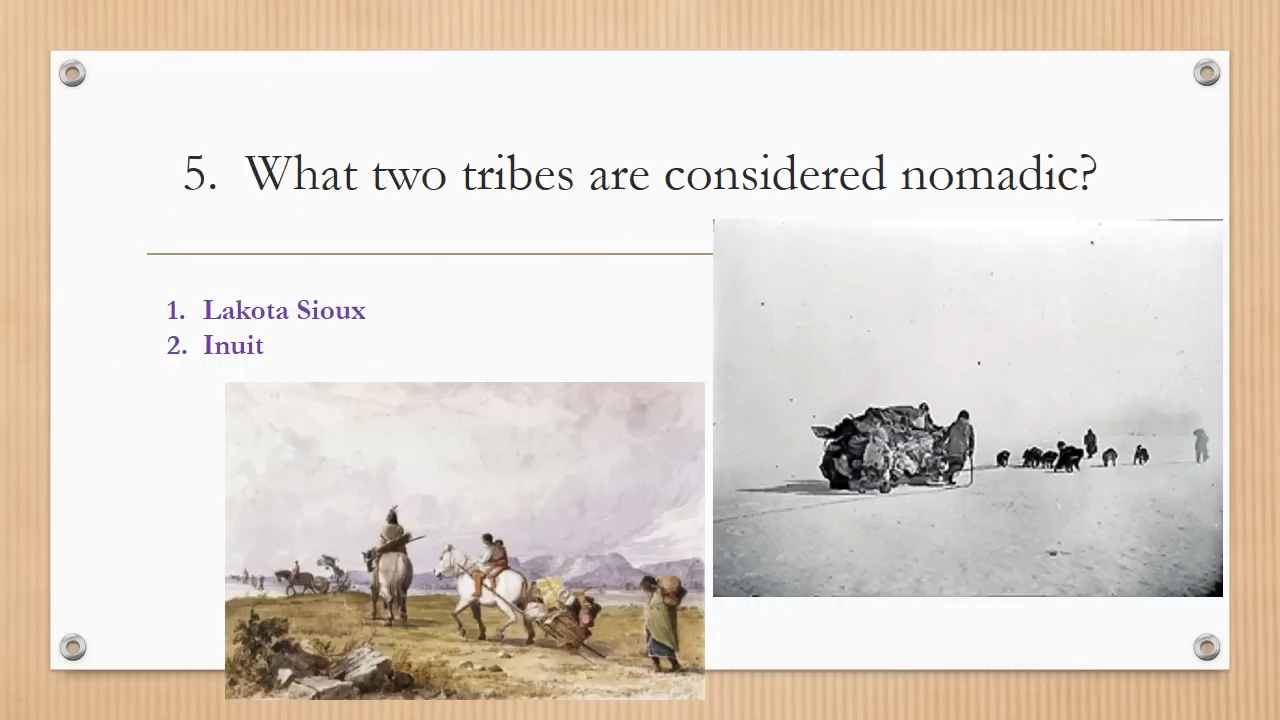 5. What two tribes are considered nomadic?
1. Lakota Sioux
2. Inuit